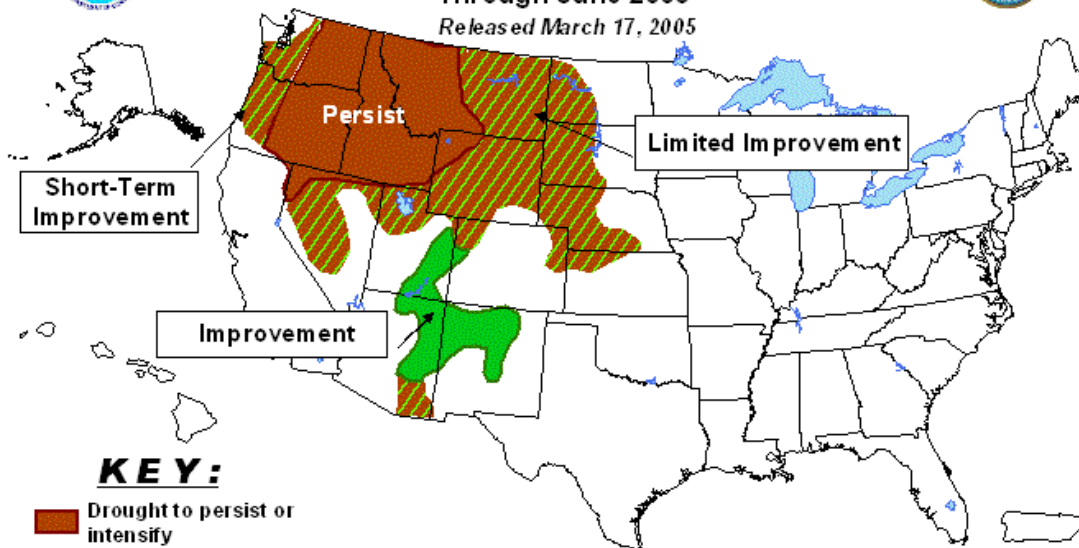 Released March 17, 2005
Persist
Limited Improvement
Short-Term
Improvement
Improvement
KEY:
Drought to persist or
intensify